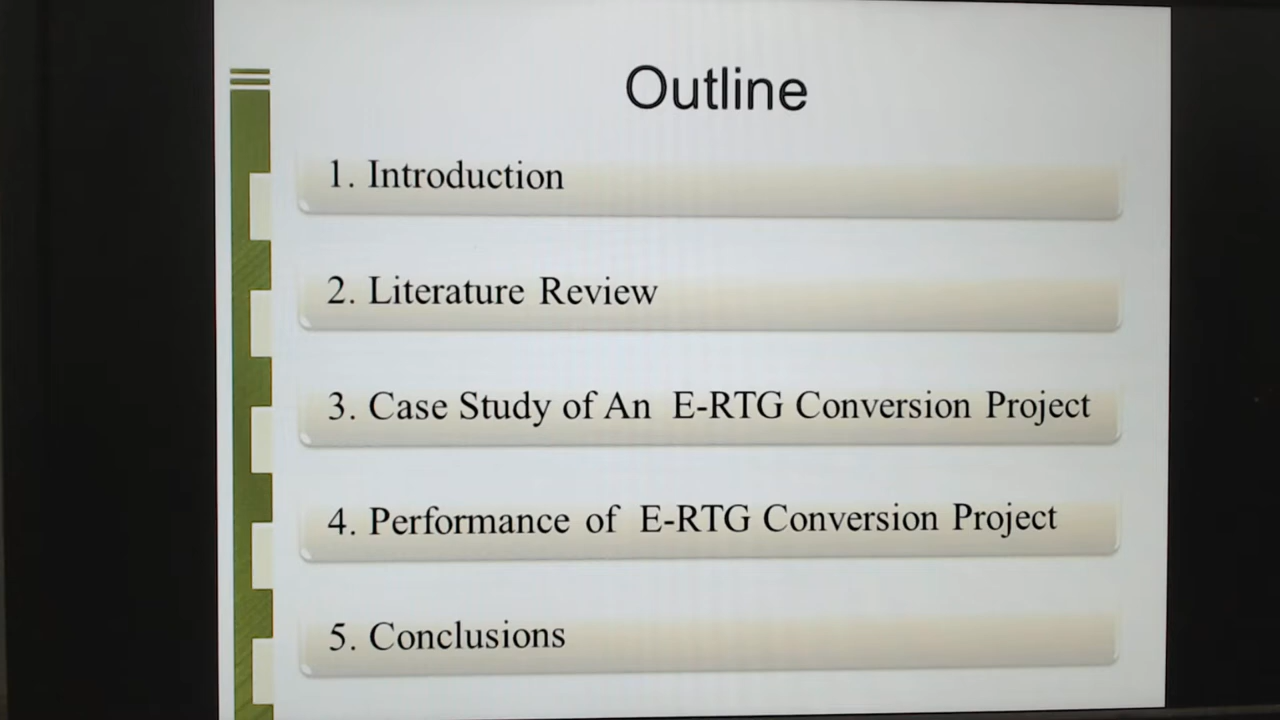 Outline
1. Introduction
2. Literature Review
3. Case Study of An E-RTG Conversion Project
4. Performance of E-RTG Conversion Project
5. Conclusions